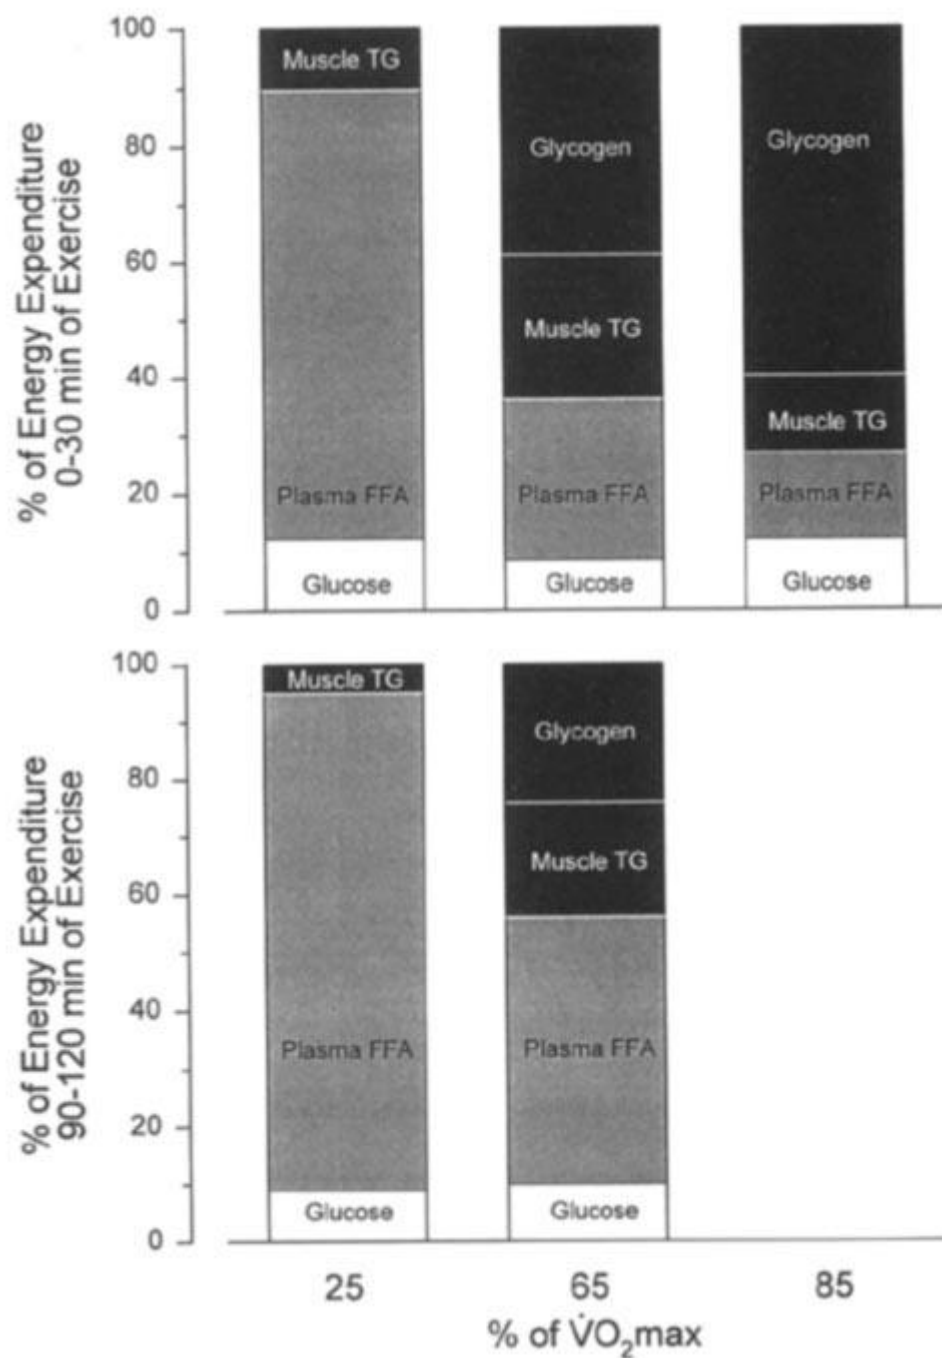 % of Energy Expenditure
0-30 min of Exercise
100
80
60
40
20
0
Muscle TG
Plasma FFA
Glucose
Glycogen
Muscle TG
Plasma FFA
Glucose
Glycogen
Muscle TG
Plasma FFA
Glucose
% of Energy Expenditure
90-120 min of Exercise
100
80
60
40
20
0
Muscle TG
Plasma FFA
Glucose
Glycogen
Muscle TG
Plasma FFA
Glucose
25
65
85
% of V̇O₂max